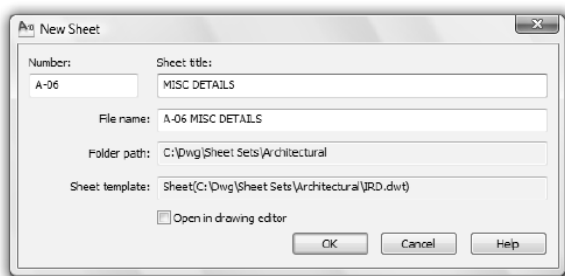 New Sheet
Number: Sheet title:
A-06 MISC DETAILS
File name: A-06 MISC DETAILS
Folder path: C:\Dwg\Sheet Sets\Architectural
Sheet template: Sheet(C:\Dwg\Sheet Sets\Architectural\IRD.dwt)
Open in drawing editor
OK Cancel Help